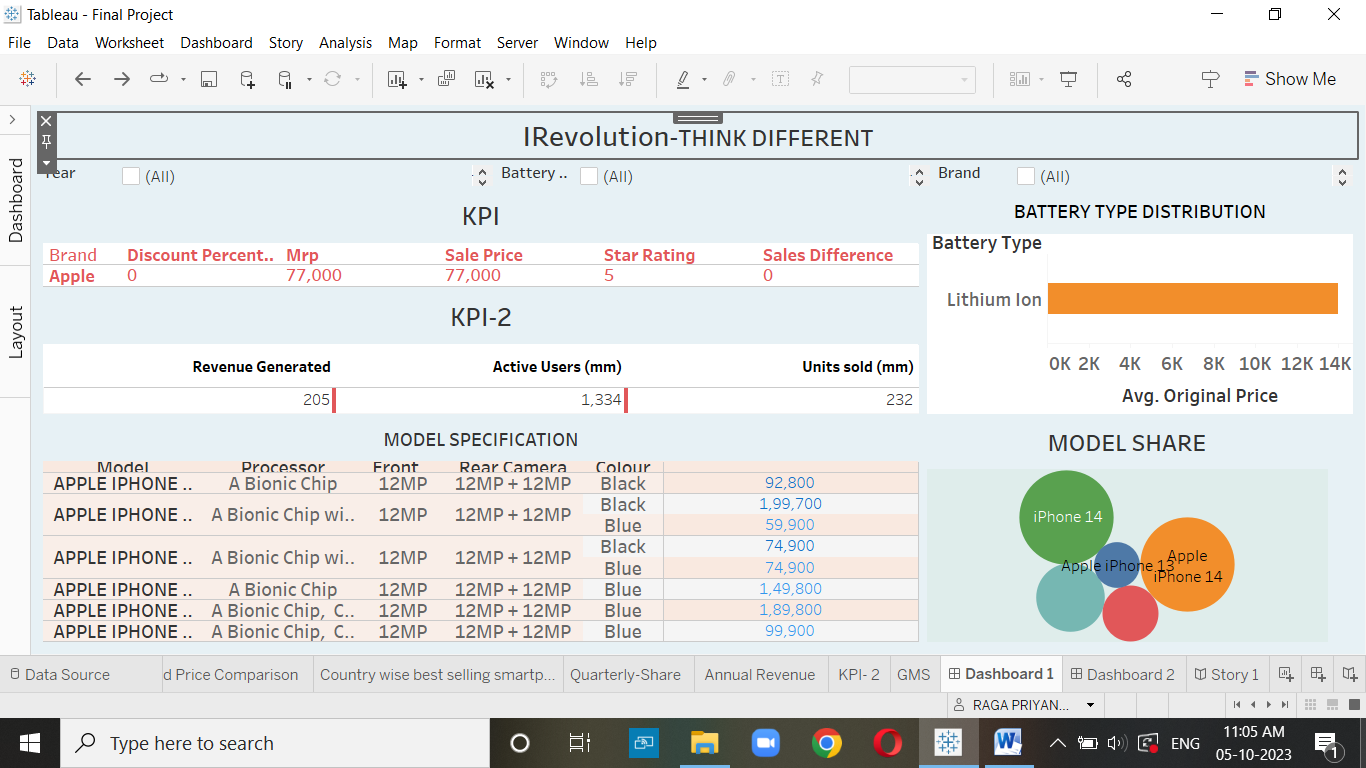 Tableau - Final Project
File Data Worksheet Dashboard Story Analysis Map Format Server Window Help
Show Me
IRevolution-THINK DIFFERENT
(All) Battery .. (All) Brand (All)
Dashboard
Layout
KPI
Brand Discount Percent.. Mrp Sale Price Star Rating Sales Difference
Apple 0 77,000 77,000 5 0
KPI-2
Revenue Generated Active Users (mm) Units sold (mm)
205 1,334 232
BATTERY TYPE DISTRIBUTION
Battery Type
Lithium Ion
0K 2K 4K 6K 8K 10K 12K 14K
Avg. Original Price
MODEL SPECIFICATION
Model Processor Front Rear Camera Colour
APPLE IPHONE .. A Bionic Chip 12MP 12MP + 12MP Black 92,800
APPLE IPHONE .. A Bionic Chip wi.. 12MP 12MP + 12MP Black 1,99,700
Blue 59,900
APPLE IPHONE .. A Bionic Chip wi.. 12MP 12MP + 12MP Black 74,900
Blue 74,900
APPLE IPHONE .. A Bionic Chip 12MP 12MP + 12MP Blue 1,49,800
APPLE IPHONE .. A Bionic Chip, C.. 12MP 12MP + 12MP Blue 1,89,800
APPLE IPHONE .. A Bionic Chip, C.. 12MP 12MP + 12MP Blue 99,900
MODEL SHARE
iPhone 14
Apple iPhone 13
Apple
iPhone 14
Data Source d Price Comparison Country wise best selling smartp... Quarterly-Share Annual Revenue KPI- 2 GMS Dashboard 1 Dashboard 2 Story 1
RAGA PRIYAN...
Type here to search
ENG
11:05 AM
05-10-2023
1